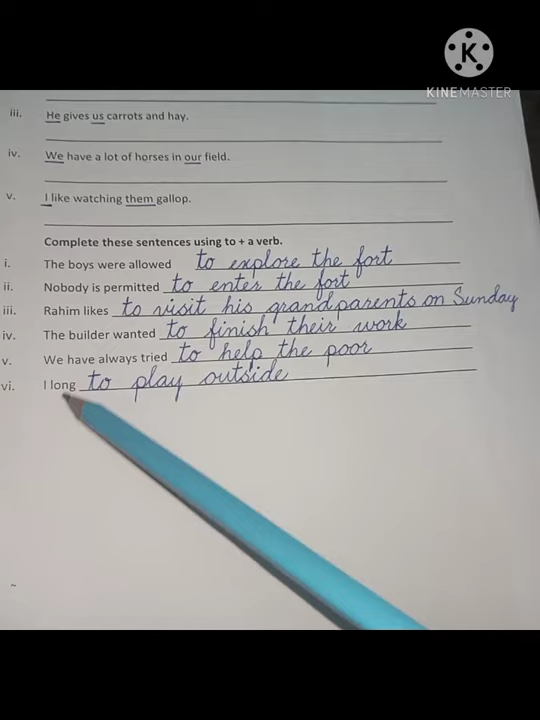 KINEMASTER
iii. He gives us carrots and hay.
iv. We have a lot of horses in our field.
v. I like watching them gallop.
Complete these sentences using to + a verb.
i. The boys were allowed to explore the fort
ii. Nobody is permitted to enter the fort
iii. Rahim likes to visit his grandparents on Sunday
iv. The builder wanted to finish their work
v. We have always tried to help the poor
vi. I long to play outside